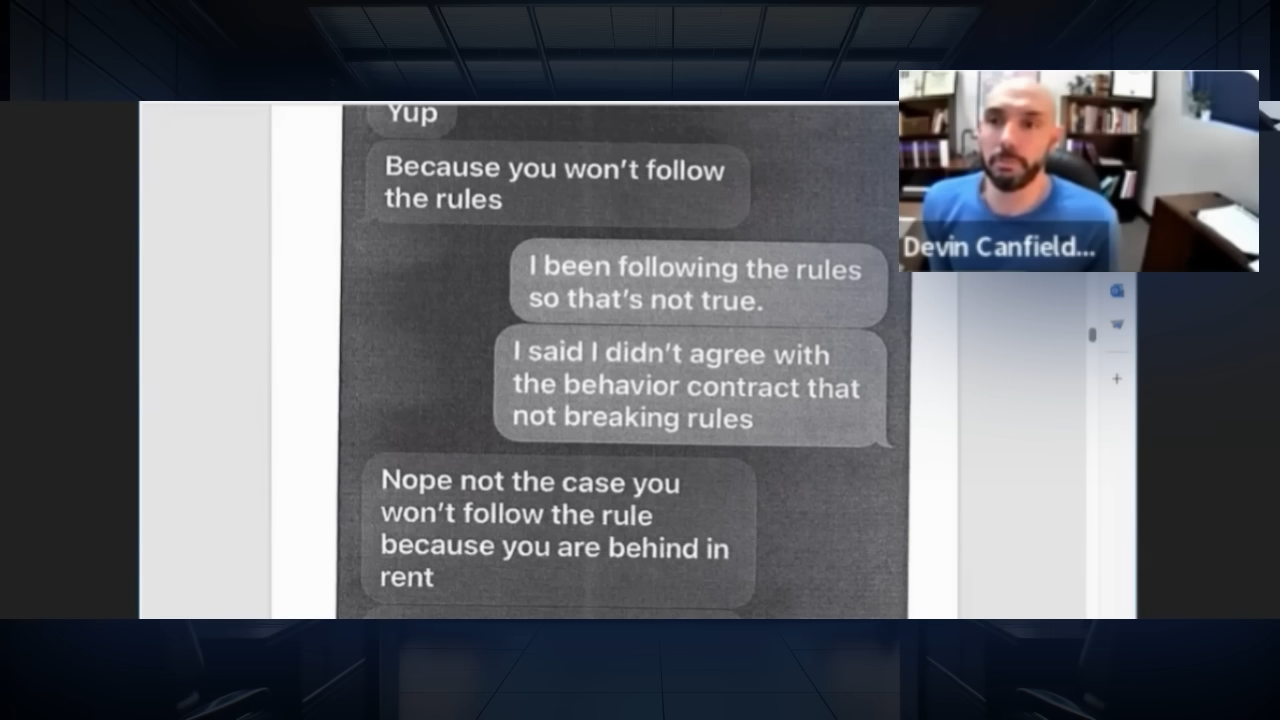 Yup
Because you won't follow
the rules
I been following the rules
so that's not true.
I said I didn't agree with
the behavior contract that
not breaking rules
Nope not the case you
won't follow the rule
because you are behind in
rent
Devin Canfield...